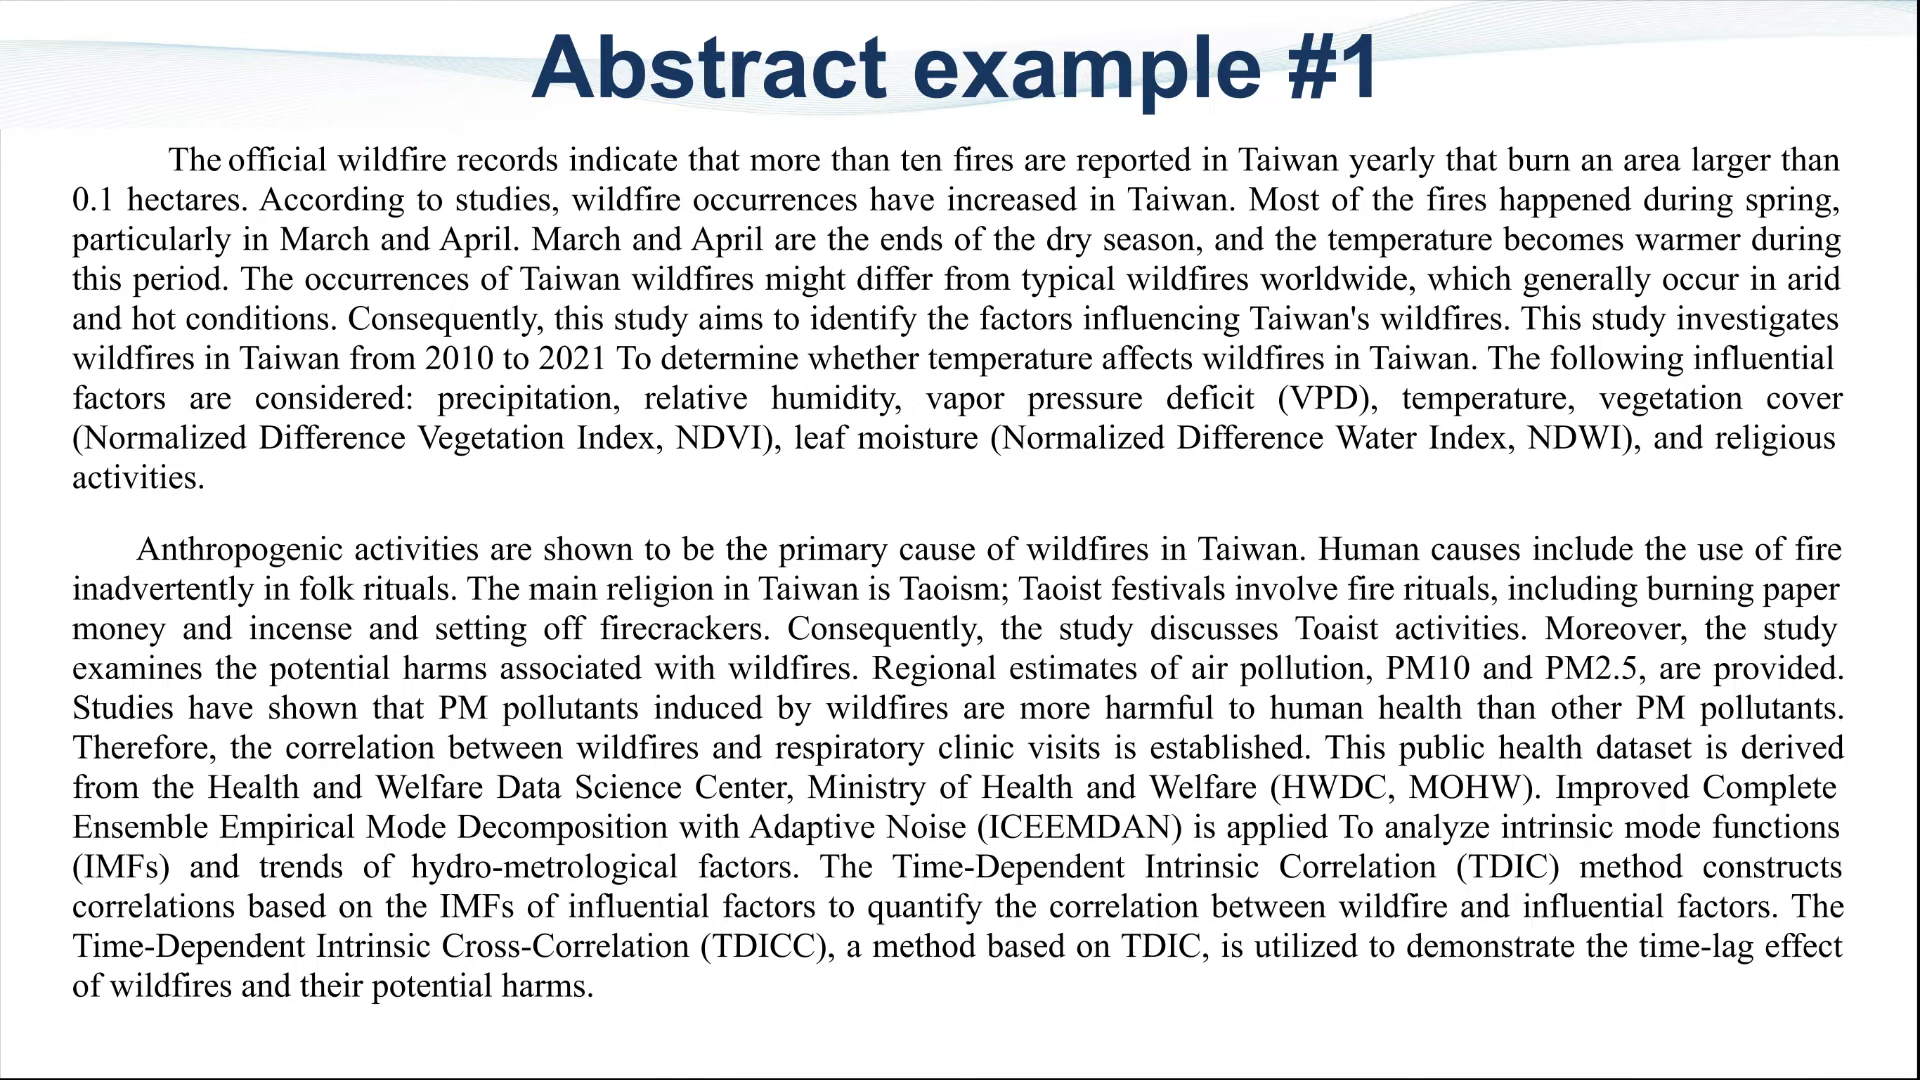 Abstract example #1
The official wildfire records indicate that more than ten fires are reported in Taiwan yearly that burn an area larger than
0.1 hectares. According to studies, wildfire occurrences have increased in Taiwan. Most of the fires happened during spring,
particularly in March and April. March and April are the ends of the dry season, and the temperature becomes warmer during
this period. The occurrences of Taiwan wildfires might differ from typical wildfires worldwide, which generally occur in arid
and hot conditions. Consequently, this study aims to identify the factors influencing Taiwan's wildfires. This study investigates
wildfires in Taiwan from 2010 to 2021 To determine whether temperature affects wildfires in Taiwan. The following influential
factors are considered: precipitation, relative humidity, vapor pressure deficit (VPD), temperature, vegetation cover
(Normalized Difference Vegetation Index, NDVI), leaf moisture (Normalized Difference Water Index, NDWI), and religious
activities.
Anthropogenic activities are shown to be the primary cause of wildfires in Taiwan. Human causes include the use of fire
inadvertently in folk rituals. The main religion in Taiwan is Taoism; Taoist festivals involve fire rituals, including burning paper
money and incense and setting off firecrackers. Consequently, the study discusses Toaist activities. Moreover, the study
examines the potential harms associated with wildfires. Regional estimates of air pollution, PM10 and PM2.5, are provided.
Studies have shown that PM pollutants induced by wildfires are more harmful to human health than other PM pollutants.
Therefore, the correlation between wildfires and respiratory clinic visits is established. This public health dataset is derived
from the Health and Welfare Data Science Center, Ministry of Health and Welfare (HWDC, MOHW). Improved Complete
Ensemble Empirical Mode Decomposition with Adaptive Noise (ICEEMDAN) is applied To analyze intrinsic mode functions
(IMFs) and trends of hydro-metrological factors. The Time-Dependent Intrinsic Correlation (TDIC) method constructs
correlations based on the IMFs of influential factors to quantify the correlation between wildfire and influential factors. The
Time-Dependent Intrinsic Cross-Correlation (TDICC), a method based on TDIC, is utilized to demonstrate the time-lag effect
of wildfires and their potential harms.